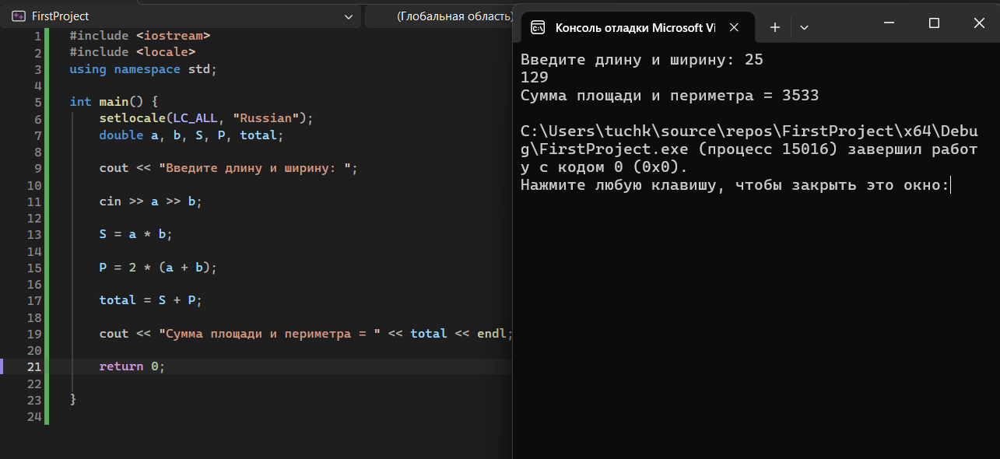 FirstProject
(Глобальная область)
1 #include <iostream>
2 #include <locale>
3 using namespace std;
4
5 int main() {
6 setlocale(LC_ALL, "Russian");
7 double a, b, S, P, total;
8
9 cout << "Введите длину и ширину: ";
10
11 cin >> a >> b;
12
13 S = a * b;
14
15 P = 2 * (a + b);
16
17 total = S + P;
18
19 cout << "Сумма площади и периметра = " << total << endl;
20
21 return 0;
22
23 }
24
Консоль отладки Microsoft Vi
Введите длину и ширину: 25
129
Сумма площади и периметра = 3533
C:\Users\tuchk\source\repos\FirstProject\x64\Debu
g\FirstProject.exe (процесс 15016) завершил работ
у с кодом 0 (0x0).
Нажмите любую клавишу, чтобы закрыть это окно: